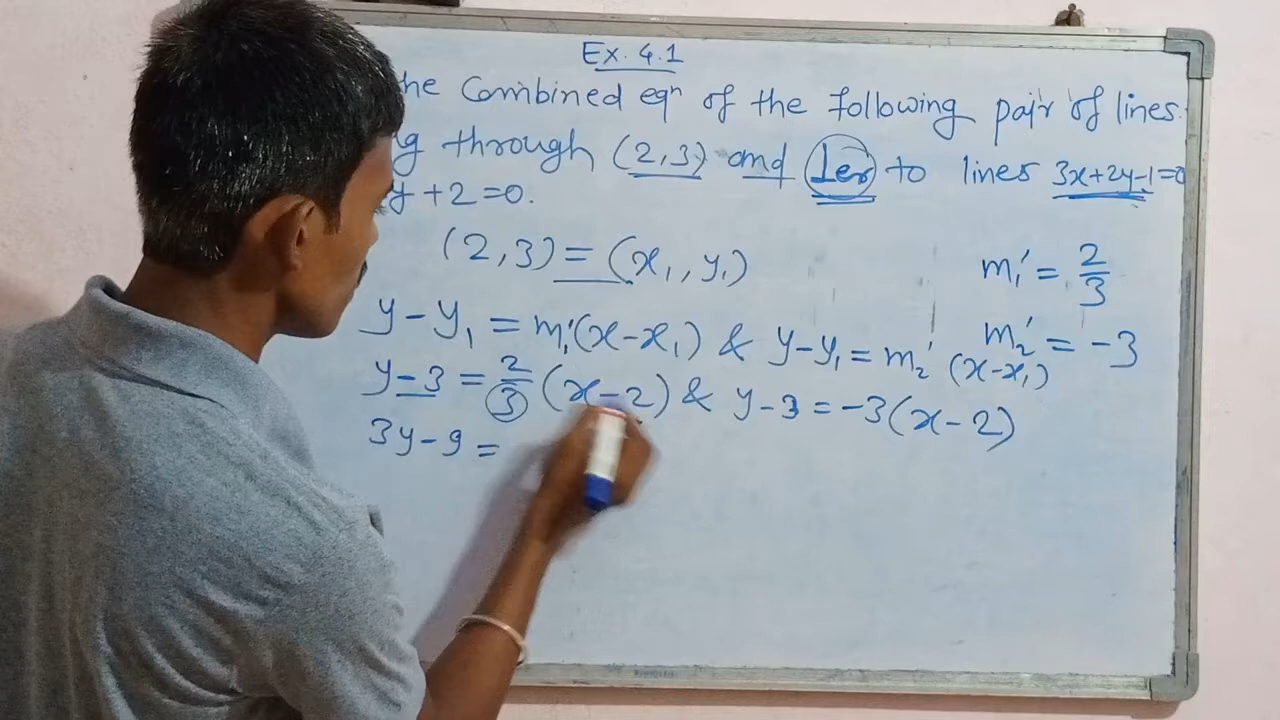 Ex. 4.1
he Combined eqⁿ of the following pair of lines.
g through (2,3) and ⊥er to lines 3x+2y-1=0
y+2=0.
(2,3) = (x₁, y₁)
m₁' = 2/3
y-y₁ = m₁'(x-x₁) & y-y₁ = m₂' (x-x₁)
m₂' = -3
y-3 = 2/3 (x-2) & y-3 = -3(x-2)
3y-9 =